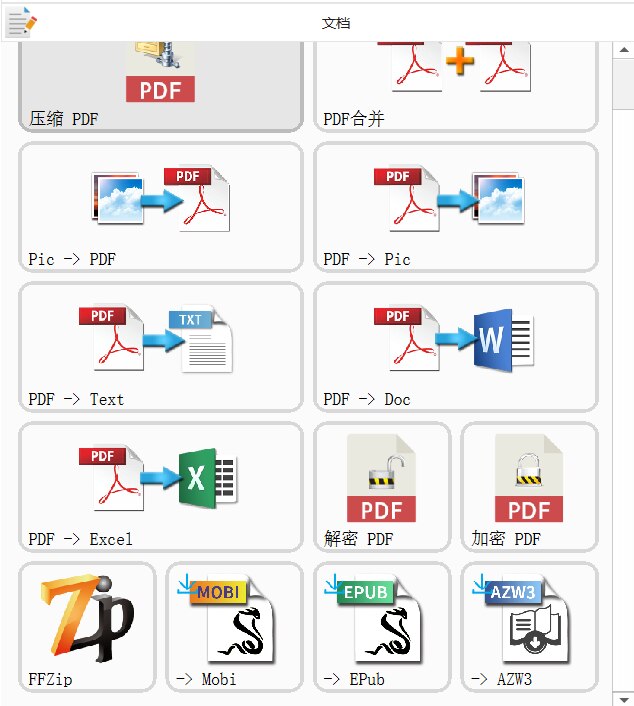 文档
PDF
压缩 PDF
PDF合并
PDF
Pic -> PDF
PDF
PDF -> Pic
PDF TXT
PDF -> Text
PDF W
PDF -> Doc
PDF X
PDF -> Excel
PDF
解密 PDF
PDF
加密 PDF
7ip
FFZip
MOBI
-> Mobi
EPUB
-> EPub
AZW3
-> AZW3